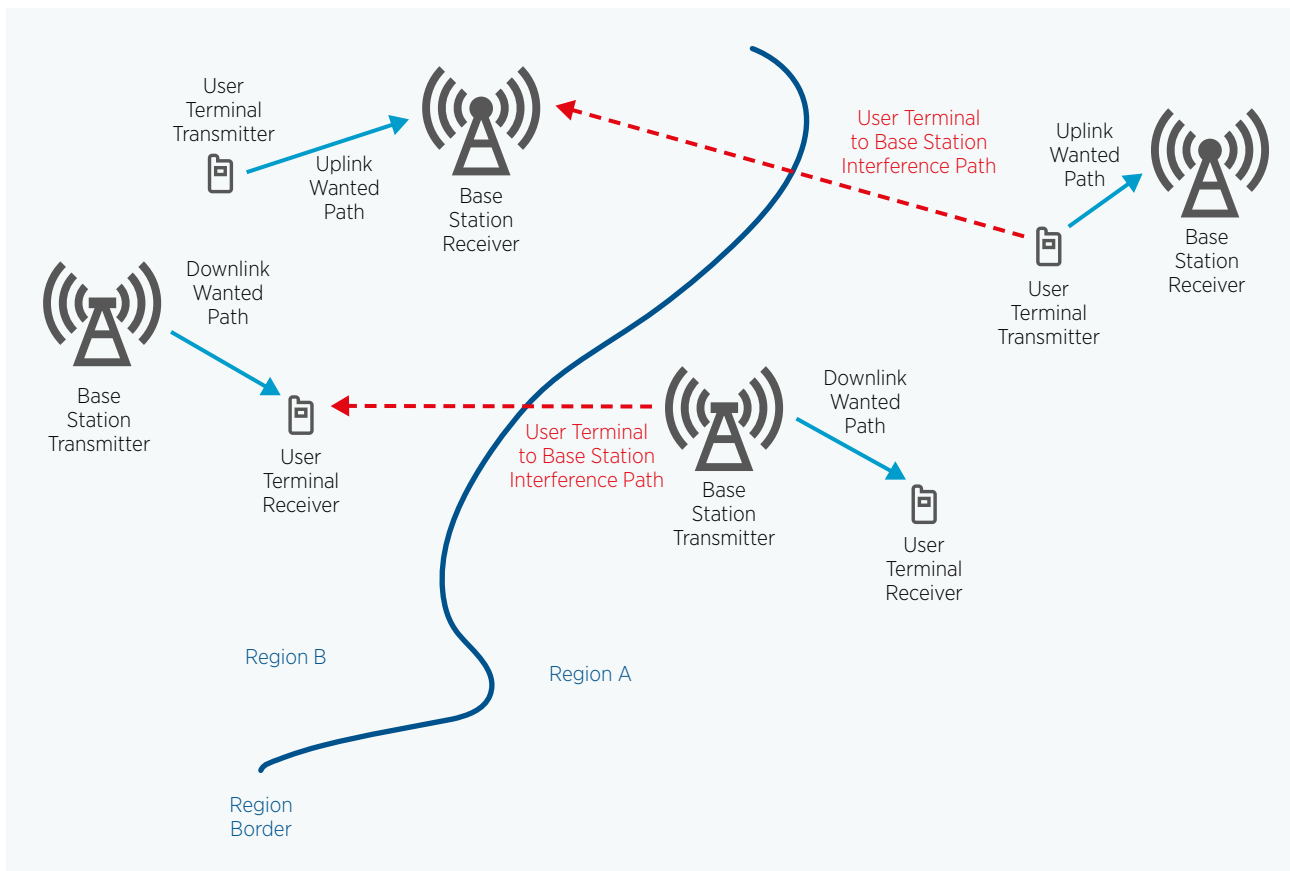 User
Terminal
Transmitter
Uplink
Wanted
Path
Base
Station
Receiver
User Terminal
to Base Station
Interference Path
Uplink
Wanted
Path
Base
Station
Receiver
User
Terminal
Transmitter
Downlink
Wanted
Path
Base
Station
Transmitter
User
Terminal
Receiver
User Terminal
to Base Station
Interference Path
Base
Station
Transmitter
Downlink
Wanted
Path
User
Terminal
Receiver
Region B
Region A
Region
Border